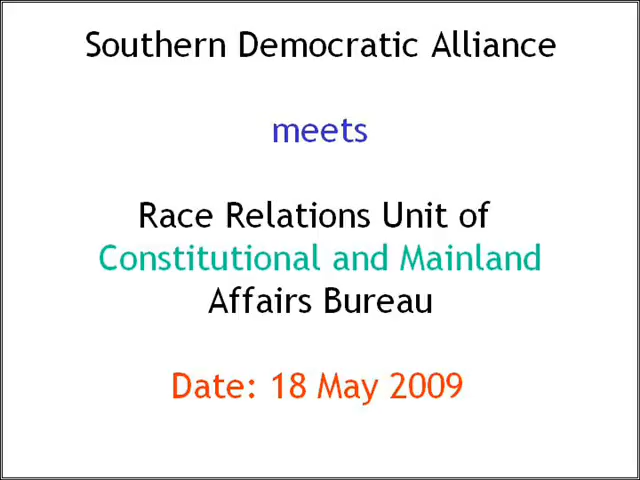 Southern Democratic Alliance
meets
Race Relations Unit of
Constitutional and Mainland
Affairs Bureau
Date: 18 May 2009